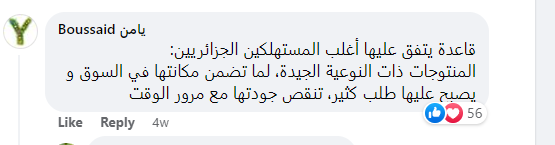 Boussaid يامن
قاعدة يتفق عليها أغلب المستهلكين الجزائريين:
المنتوجات ذات النوعية الجيدة، لما تضمن مكانتها في السوق و
يصبح عليها طلب كثير، تنقص جودتها مع مرور الوقت
56
Like Reply 4w